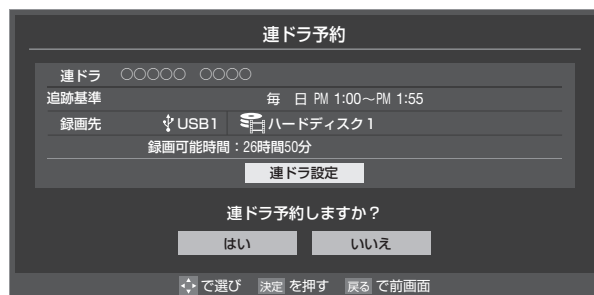 連ドラ予約
連ドラ ○○○○○ ○○○○
追跡基準 毎 日 PM 1:00～PM 1:55
録画先 USB1 ハードディスク1
録画可能時間：26時間50分
連ドラ設定
連ドラ予約しますか？
はい いいえ
で選び 決定 を押す 戻る で前画面